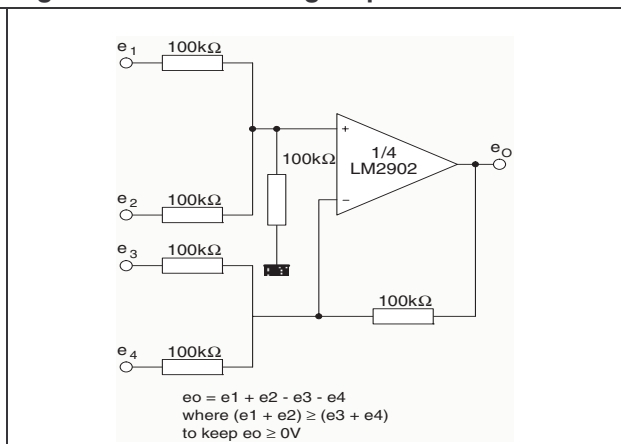 e1
100kΩ
100kΩ
+
1/4
LM2902
eO
−
e2
100kΩ
e3
100kΩ
100kΩ
e4
100kΩ
eo = e1 + e2 - e3 - e4
where (e1 + e2) ≥ (e3 + e4)
to keep eo ≥ 0V